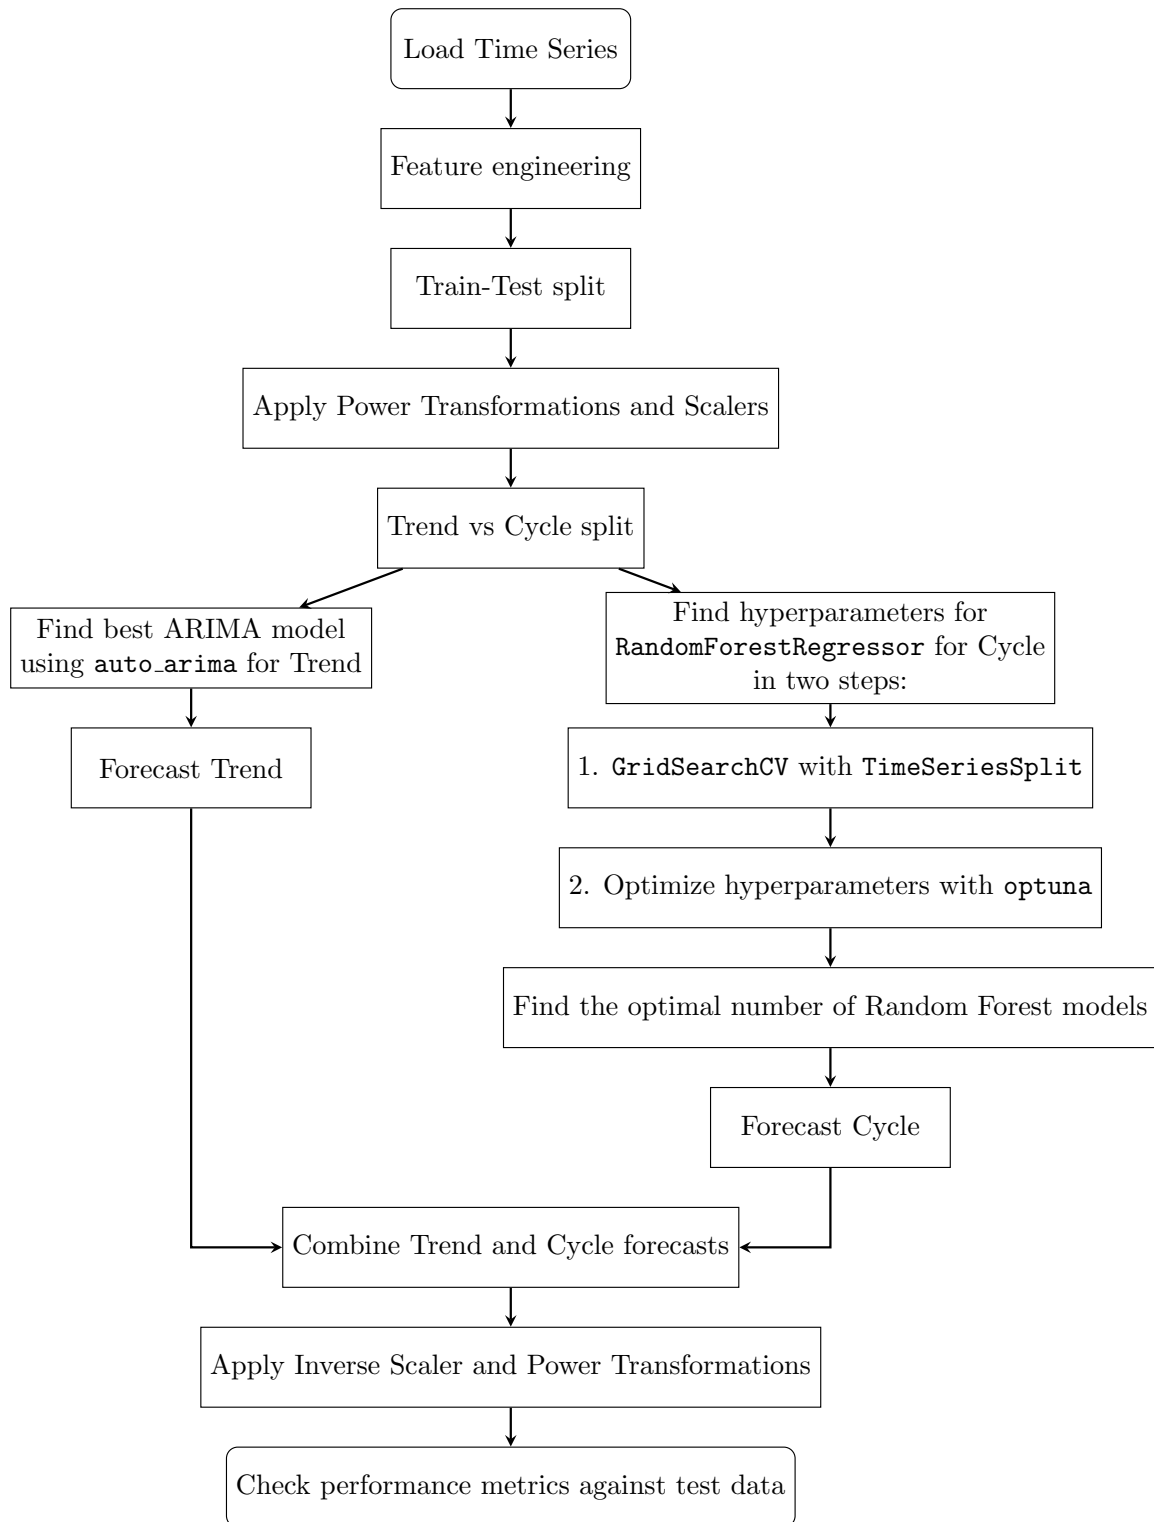 Load Time Series
Feature engineering
Train-Test split
Apply Power Transformations and Scalers
Trend vs Cycle split
Find best ARIMA model
using auto_arima for Trend
Forecast Trend
Find hyperparameters for
RandomForestRegressor for Cycle
in two steps:
1. GridSearchCV with TimeSeriesSplit
2. Optimize hyperparameters with optuna
Find the optimal number of Random Forest models
Forecast Cycle
Combine Trend and Cycle forecasts
Apply Inverse Scaler and Power Transformations
Check performance metrics against test data